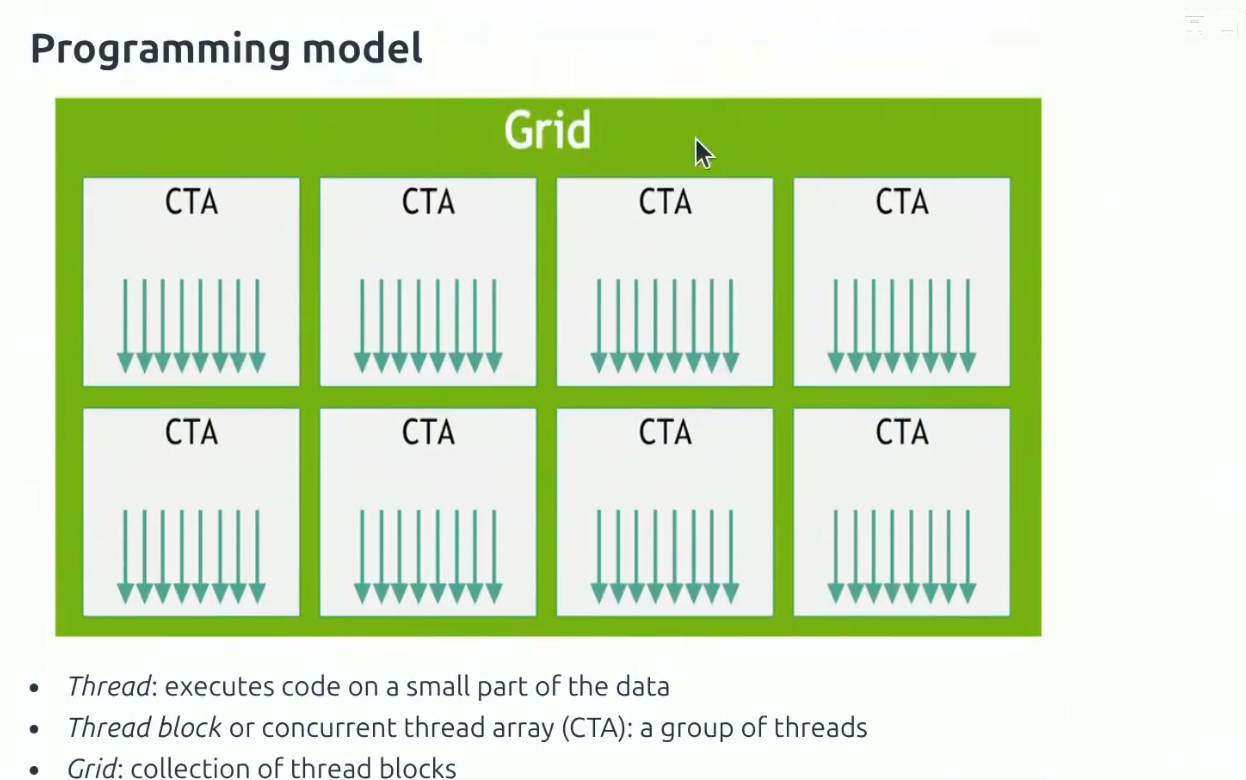 Programming model
Grid
CTA CTA CTA CTA
CTA CTA CTA CTA
• Thread: executes code on a small part of the data
• Thread block or concurrent thread array (CTA): a group of threads
• Grid: collection of thread blocks